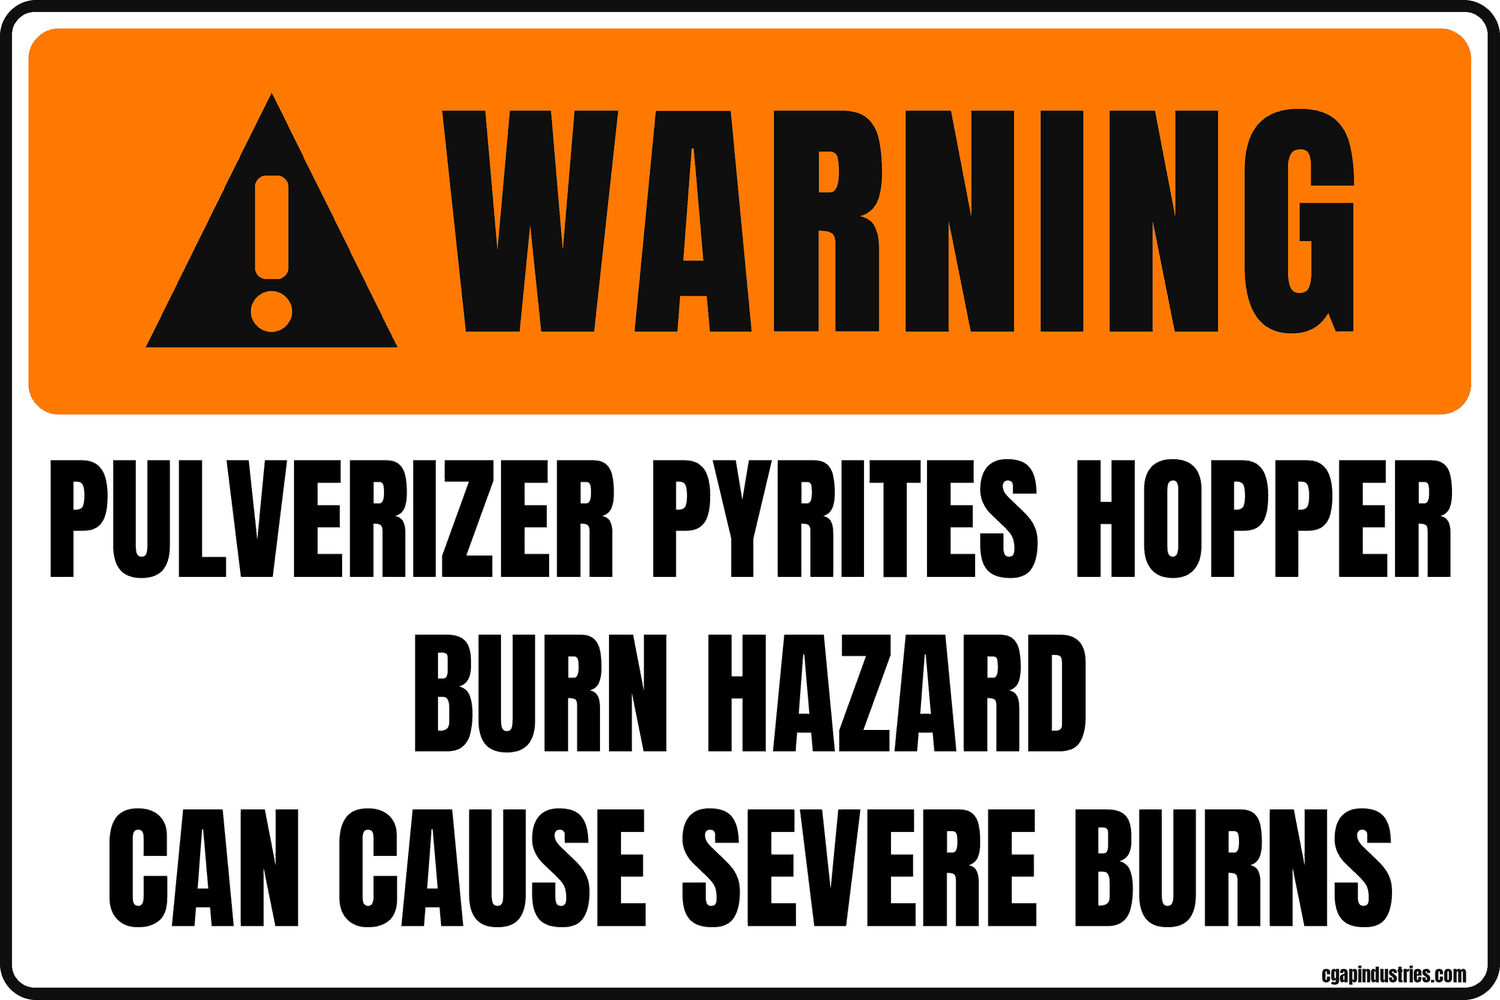 WARNING
PULVERIZER PYRITES HOPPER
BURN HAZARD
CAN CAUSE SEVERE BURNS
cgapindustries.com